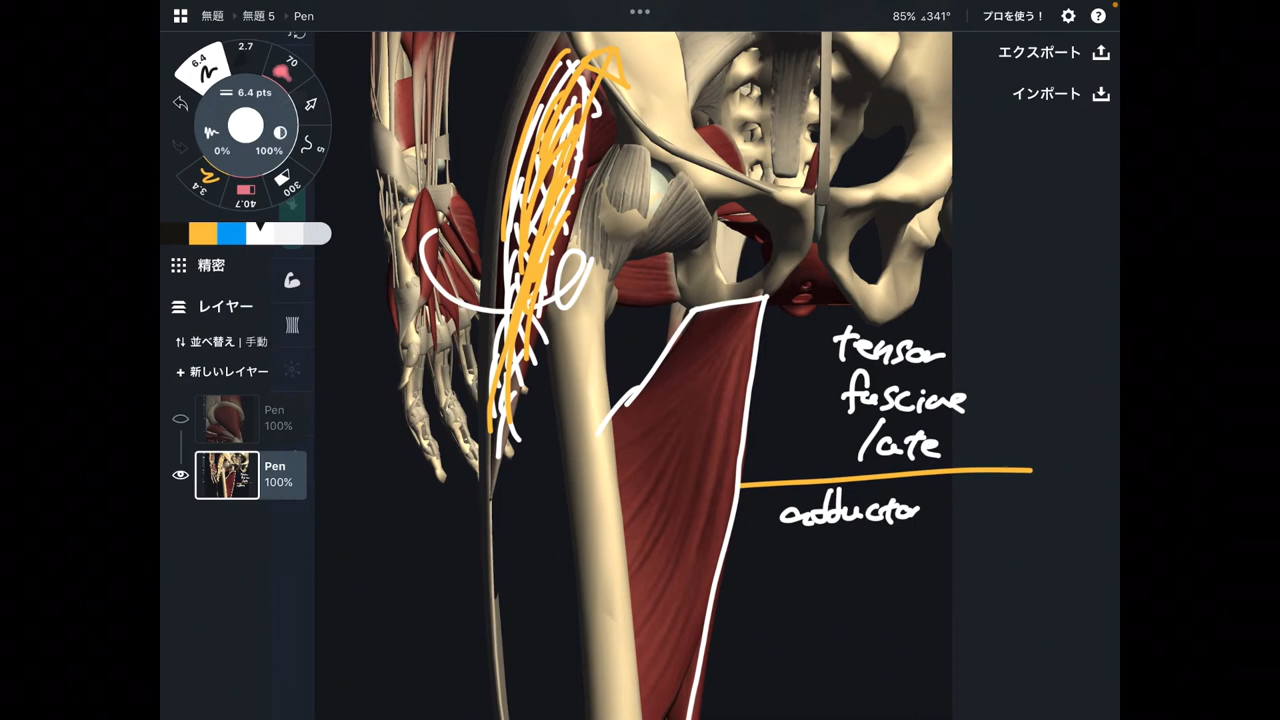 無題 無題 5 Pen
85% ⊿341° プロを使う！ ?
エクスポート
インポート
2.7
6.4
70
6.4 pts
0% 100%
5
3.4
40.7
300
精密
レイヤー
並べ替え | 手動
+ 新しいレイヤー
Pen
100%
Pen
100%
tensor
fasciae
late
adductor